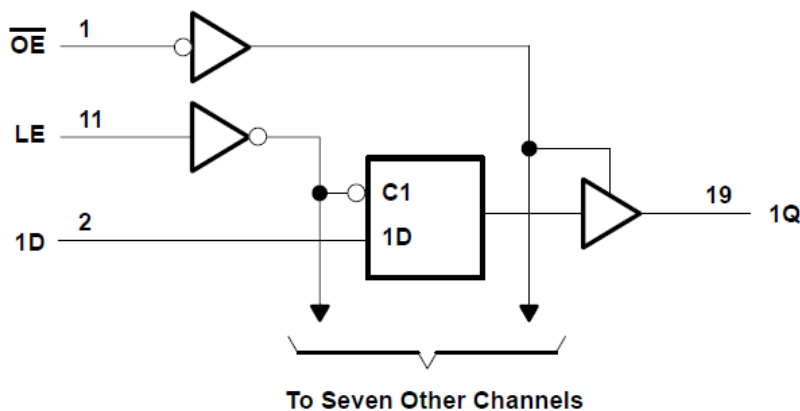 OE 1
LE 11
C1
19 1Q
1D 2
1D
To Seven Other Channels